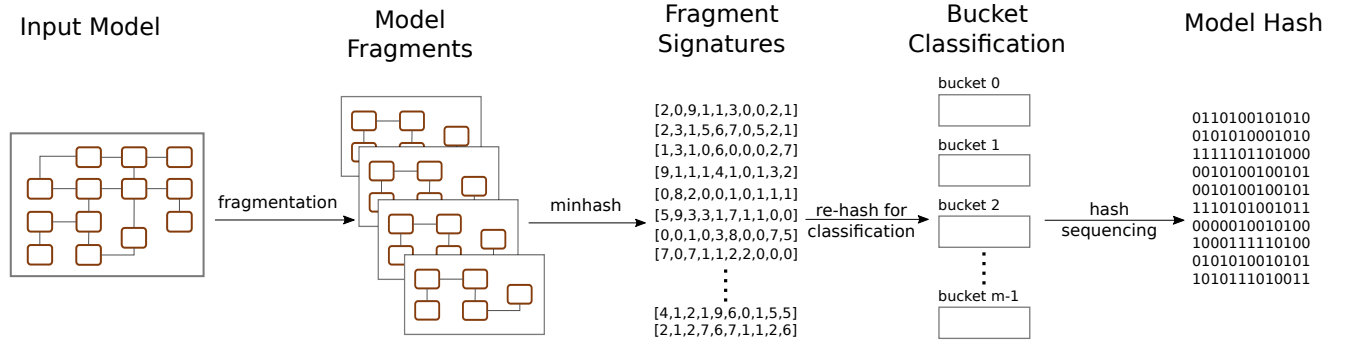 Input Model
Model
Fragments
Fragment
Signatures
Bucket
Classification
Model Hash
fragmentation
minhash
[2,0,9,1,1,3,0,0,2,1]
[2,3,1,5,6,7,0,5,2,1]
[1,3,1,0,6,0,0,0,2,7]
[9,1,1,1,4,1,0,1,3,2]
[0,8,2,0,0,1,0,1,1,1]
[5,9,3,3,1,7,1,1,0,0]
[0,0,1,0,3,8,0,0,7,5]
[7,0,7,1,1,2,2,0,0,0]
[4,1,2,1,9,6,0,1,5,5]
[2,1,2,7,6,7,1,1,2,6]
re-hash for
classification
bucket 0
bucket 1
bucket 2
bucket m-1
hash
sequencing
0110100101010
0101010001010
1111101101000
0010100100101
0010100100101
1110101001011
0000010010100
1000111110100
0101010010101
1010111010011